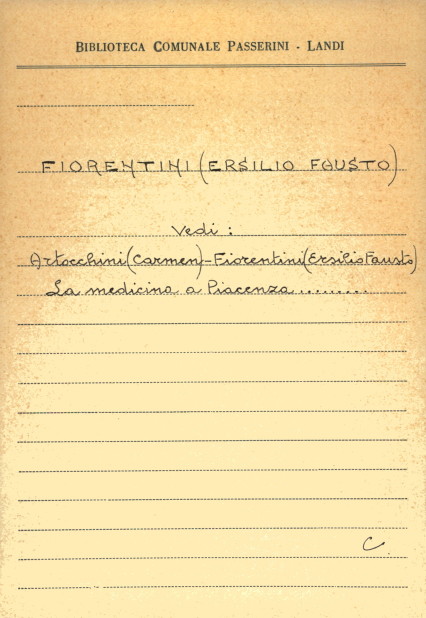 BIBLIOTECA COMUNALE PASSERINI - LANDI
FIORENTINI (ERSILIO FAUSTO)
Vedi :
Artocchini (Carmen) - Fiorentini (Ersilio Fausto)
La medicina a Piacenza .........
C